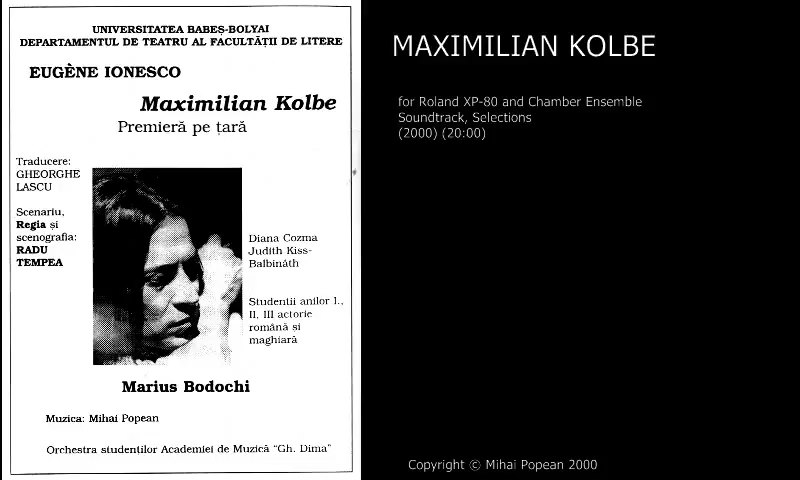 UNIVERSITATEA BABEȘ-BOLYAI
DEPARTAMENTUL DE TEATRU AL FACULTĂȚII DE LITERE
EUGÈNE IONESCO
Maximilian Kolbe
Premieră pe țară
Traducere:
GHEORGHE
LASCU
Scenariu,
Regia și
scenografia:
RADU
TEMPEA
Diana Cozma
Judith Kiss-
Balbinàth
Studentii anilor I.,
II, III actorie
română și
maghiară
Marius Bodochi
Muzica: Mihai Popean
Orchestra studenților Academiei de Muzică "Gh. Dima"
MAXIMILIAN KOLBE
for Roland XP-80 and Chamber Ensemble
Soundtrack, Selections
(2000) (20:00)
Copyright © Mihai Popean 2000